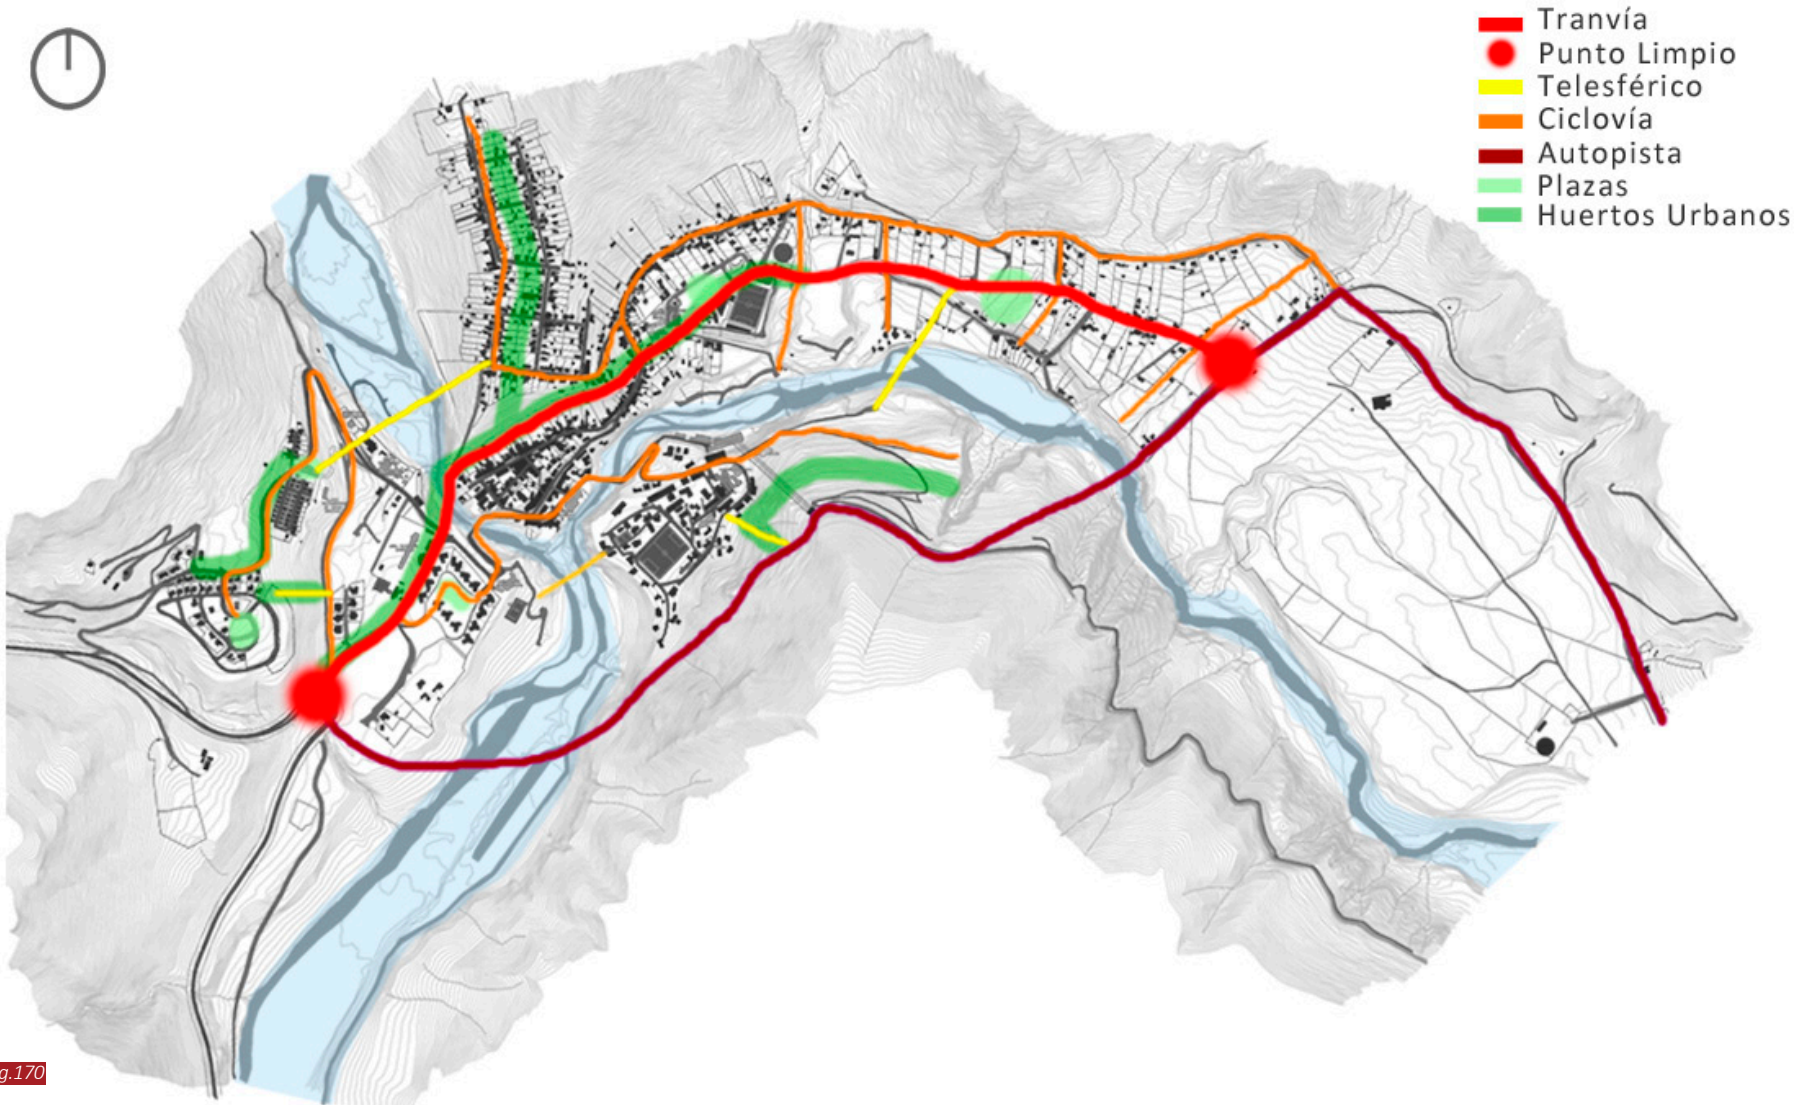 Tranvía
Punto Limpio
Telesférico
Ciclovía
Autopista
Plazas
Huertos Urbanos
g.170